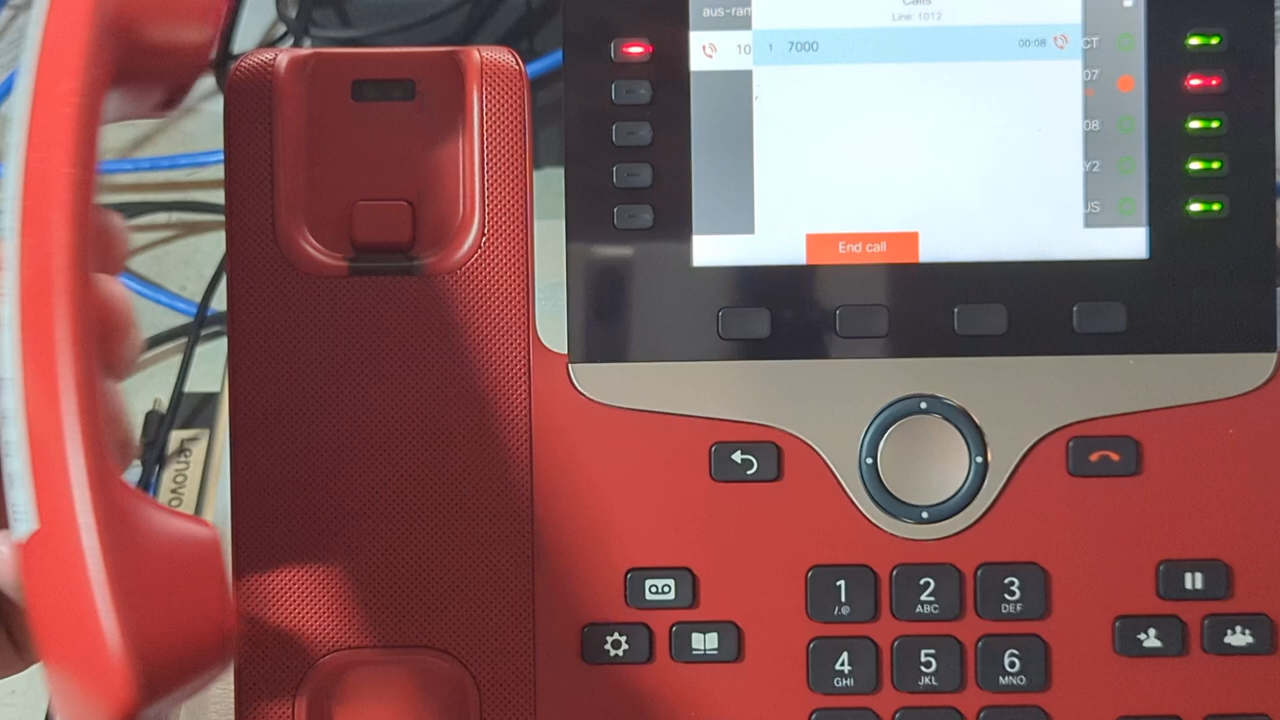 aus-ram
Calls
Line: 1012
10
1 7000 00:08
CT
07
08
Y2
US
End call
Lenovo
1 2 3
/.@ ABC DEF
4 5 6
GHI JKL MNO